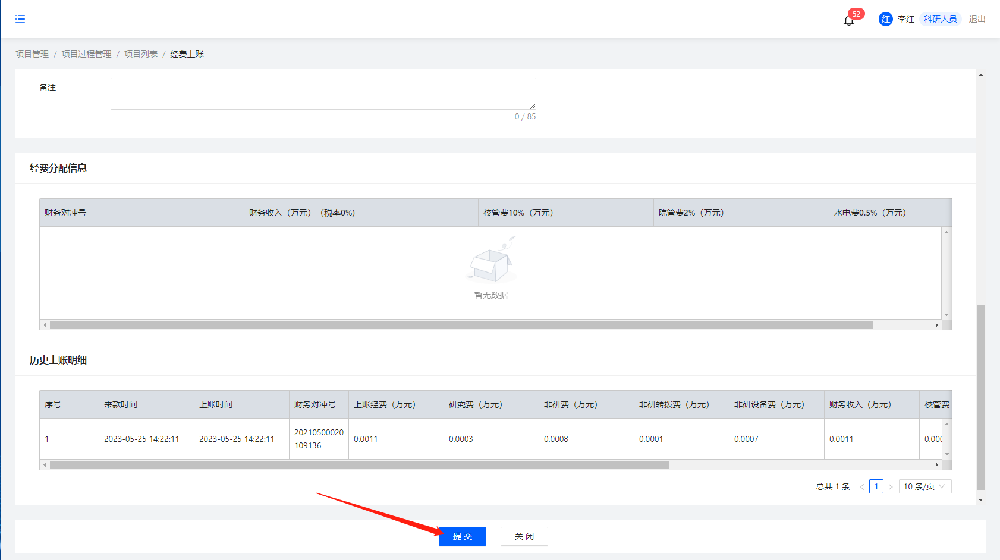 52
红 李红 科研人员 退出
项目管理 / 项目过程管理 / 项目列表 / 经费上账
备注
0 / 85
经费分配信息
财务对冲号 财务收入（万元）（税率0%) 校管费10%（万元） 院管费2%（万元） 水电费0.5%（万元）
暂无数据
历史上账明细
序号 来款时间 上账时间 财务对冲号 上账经费（万元） 研究费（万元） 非研费（万元） 非研转拨费（万元） 非研设备费（万元） 财务收入（万元） 校管费
1 2023-05-25 14:22:11 2023-05-25 14:22:11 20210500020 0.0011 0.0003 0.0008 0.0001 0.0007 0.0011 0.00
109136
总共 1 条 < 1 > 10 条/页
提 交 关 闭